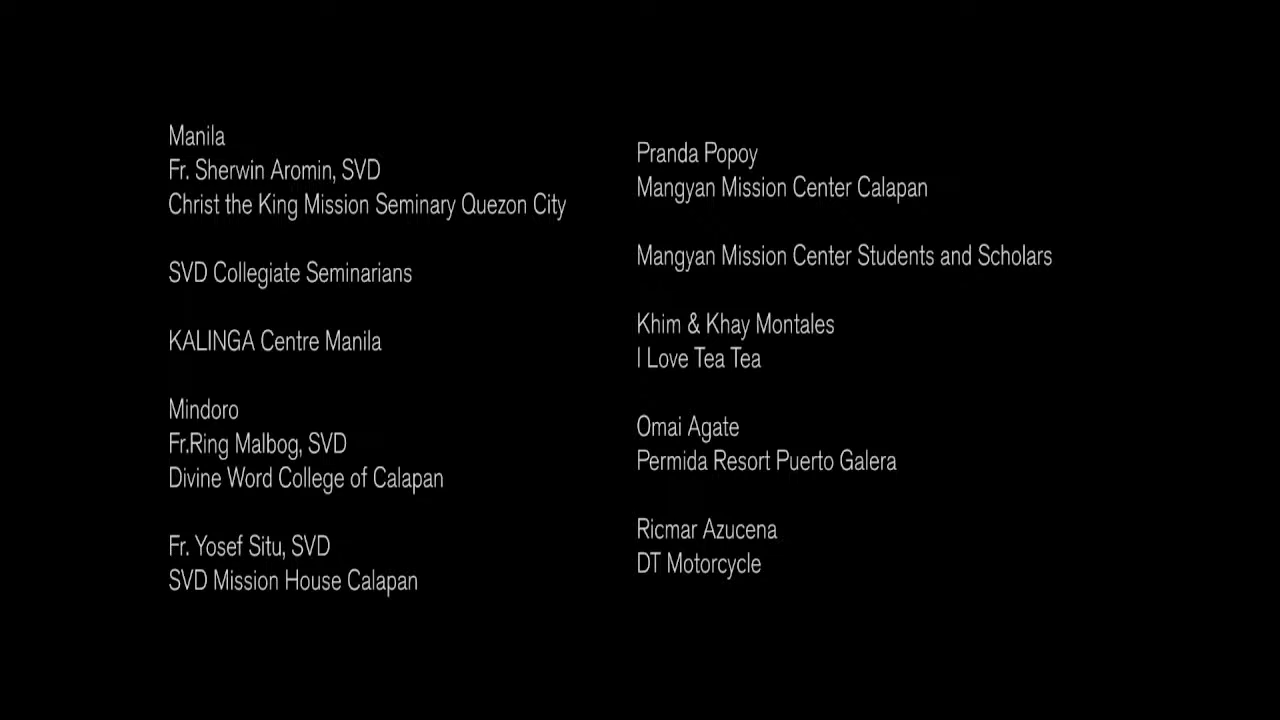 Manila
Fr. Sherwin Aromin, SVD
Christ the King Mission Seminary Quezon City
SVD Collegiate Seminarians
KALINGA Centre Manila
Mindoro
Fr.Ring Malbog, SVD
Divine Word College of Calapan
Fr. Yosef Situ, SVD
SVD Mission House Calapan
Pranda Popoy
Mangyan Mission Center Calapan
Mangyan Mission Center Students and Scholars
Khim & Khay Montales
I Love Tea Tea
Omai Agate
Permida Resort Puerto Galera
Ricmar Azucena
DT Motorcycle